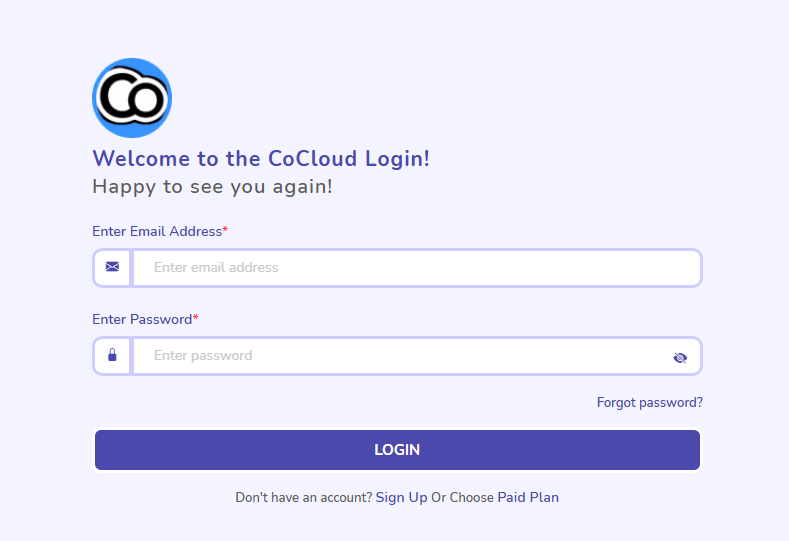 Co
Welcome to the CoCloud Login!
Happy to see you again!
Enter Email Address*
Enter email address
Enter Password*
Enter password
Forgot password?
LOGIN
Don't have an account? Sign Up Or Choose Paid Plan